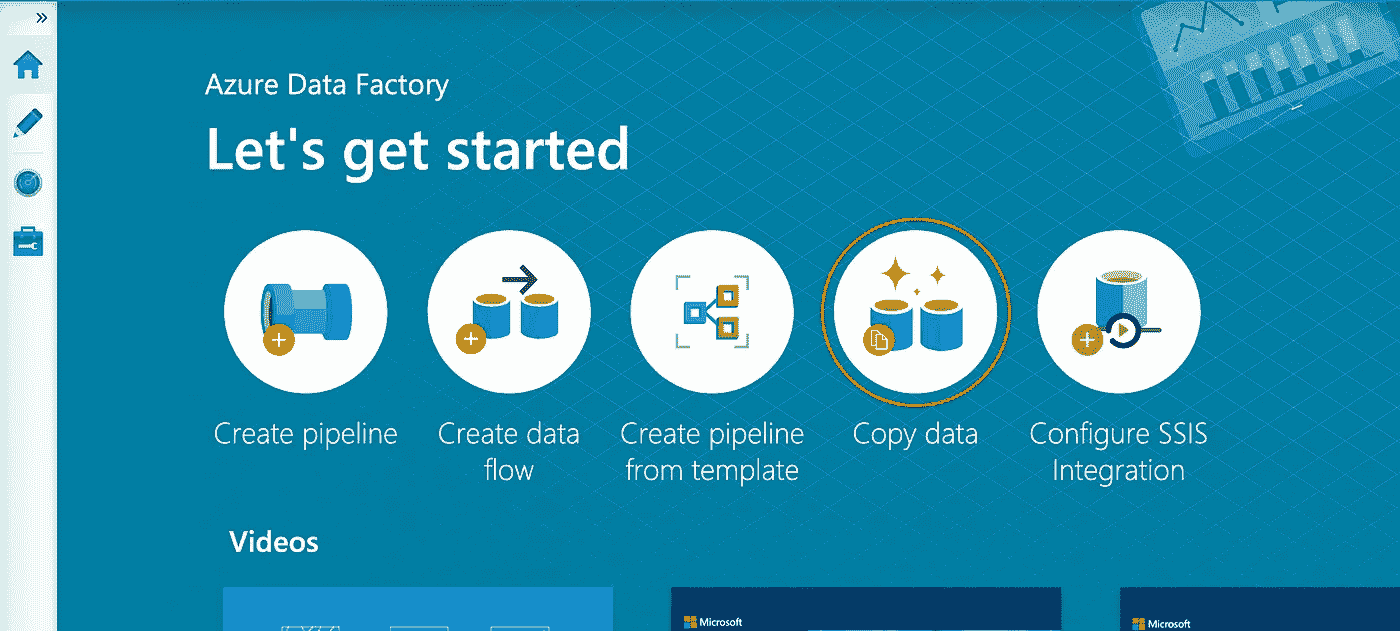 Azure Data Factory
Let's get started
Create pipeline
Create data
flow
Create pipeline
from template
Copy data
Configure SSIS
Integration
Videos
Microsoft
Microsoft